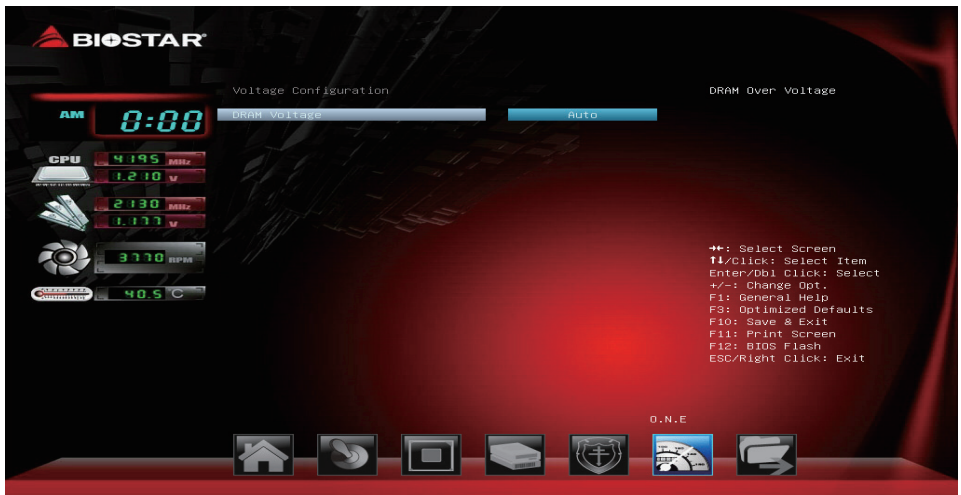 BIOSTAR
Voltage Configuration
DRAM Over Voltage
DRAM Voltage Auto
AM 0:00
CPU 4195 MHz
1.210 V
2130 MHz
1.177 V
3770 RPM
40.5 C
→←: Select Screen
↑↓/Click: Select Item
Enter/Dbl Click: Select
+/-: Change Opt.
F1: General Help
F3: Optimized Defaults
F10: Save & Exit
F11: Print Screen
F12: BIOS Flash
ESC/Right Click: Exit
O.N.E